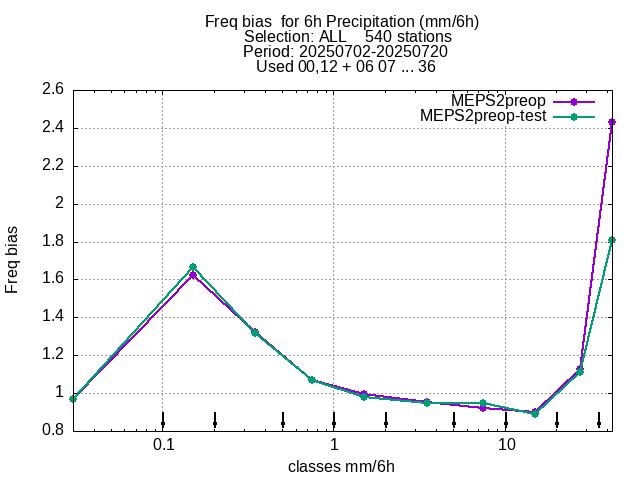 Freq bias  for 6h Precipitation (mm/6h)
Selection: ALL    540 stations
Period: 20250702-20250720
Used 00,12 + 06 07 ... 36
MEPS2preop
MEPS2preop-test
2.6
2.4
2.2
2
1.8
1.6
1.4
1.2
1
0.8
Freq bias
0.1
1
10
classes mm/6h